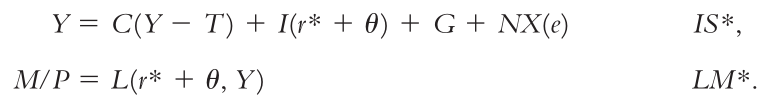 Y = C(Y − T) + I(r* + θ) + G + NX(e) IS*,
M/P = L(r* + θ, Y) LM*.